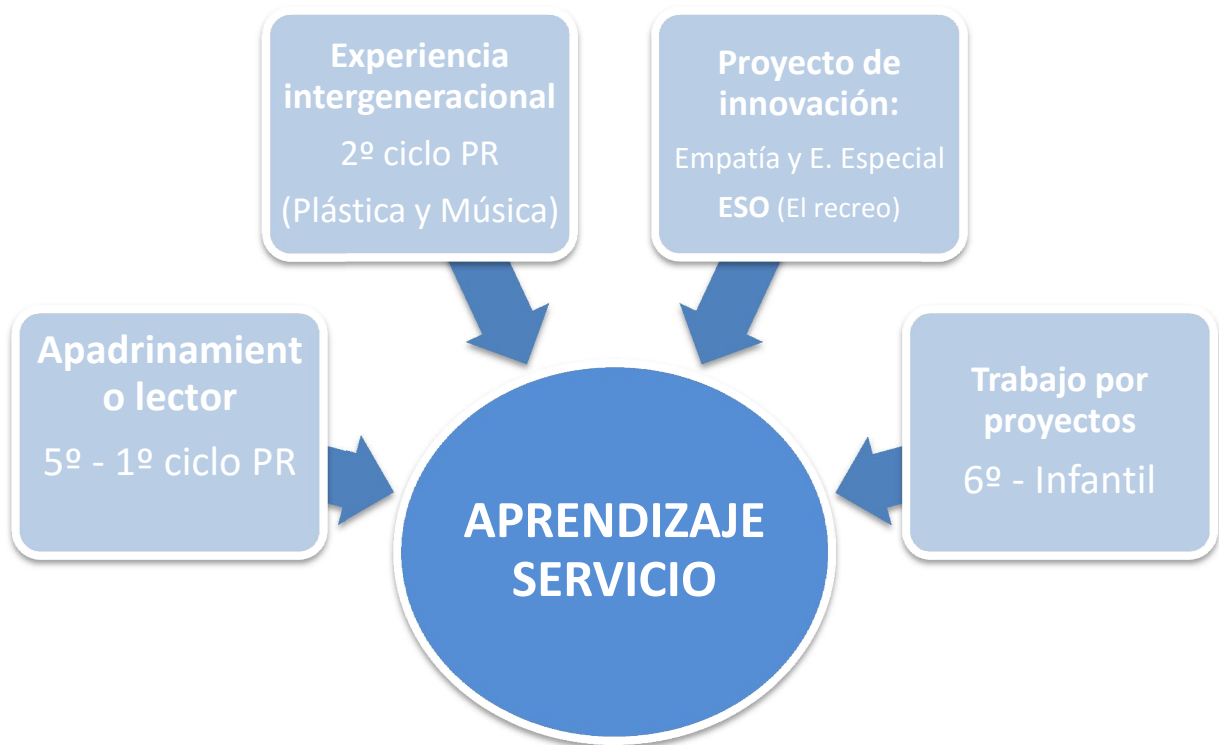 Experiencia
intergeneracional
2º ciclo PR
(Plástica y Música)
Proyecto de
innovación:
Empatía y E. Especial
ESO (El recreo)
Apadrinamient
o lector
5º - 1º ciclo PR
Trabajo por
proyectos
6º - Infantil
APRENDIZAJE
SERVICIO